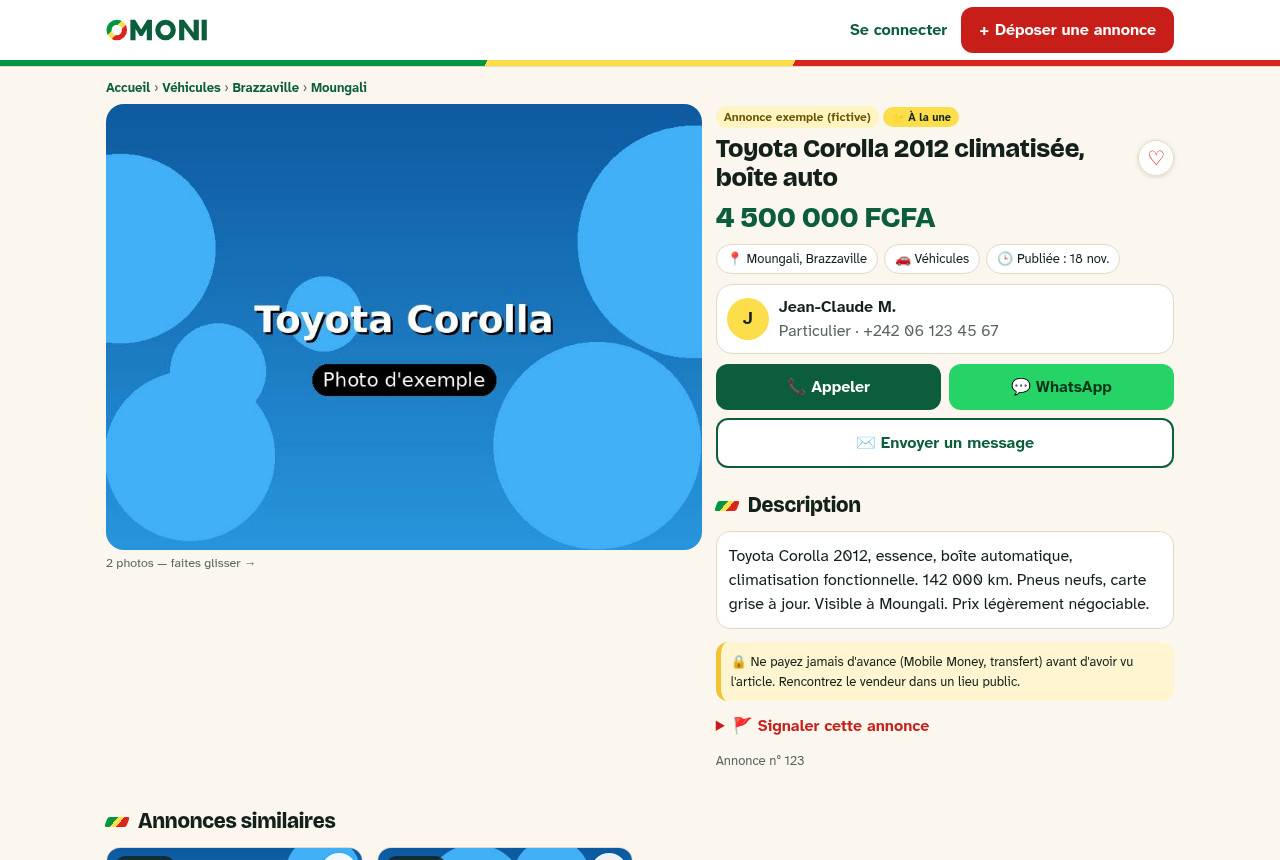 OMONI
Se connecter
+ Déposer une annonce
Accueil › Véhicules › Brazzaville › Moungali
Toyota Corolla
Photo d'exemple
2 photos — faites glisser →
Annonce exemple (fictive)
⭐ À la une
Toyota Corolla 2012 climatisée,
boîte auto
♡
4 500 000 FCFA
📍 Moungali, Brazzaville
🚗 Véhicules
🕒 Publiée : 18 nov.
J
Jean-Claude M.
Particulier · +242 06 123 45 67
📞 Appeler
💬 WhatsApp
✉️ Envoyer un message
Description
Toyota Corolla 2012, essence, boîte automatique,
climatisation fonctionnelle. 142 000 km. Pneus neufs, carte
grise à jour. Visible à Moungali. Prix légèrement négociable.
🔒 Ne payez jamais d'avance (Mobile Money, transfert) avant d'avoir vu
l'article. Rencontrez le vendeur dans un lieu public.
▶ 🚩 Signaler cette annonce
Annonce n° 123
Annonces similaires